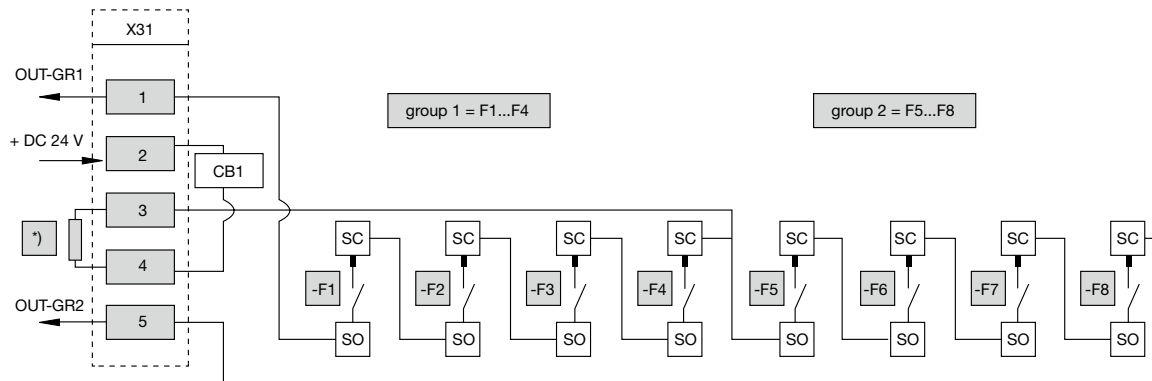 X31
OUT-GR1
1
group 1 = F1...F4
group 2 = F5...F8
+ DC 24 V
2
CB1
3
*)
4
SC SC SC SC SC SC SC SC
-F1 -F2 -F3 -F4 -F5 -F6 -F7 -F8
OUT-GR2
5
SO SO SO SO SO SO SO SO